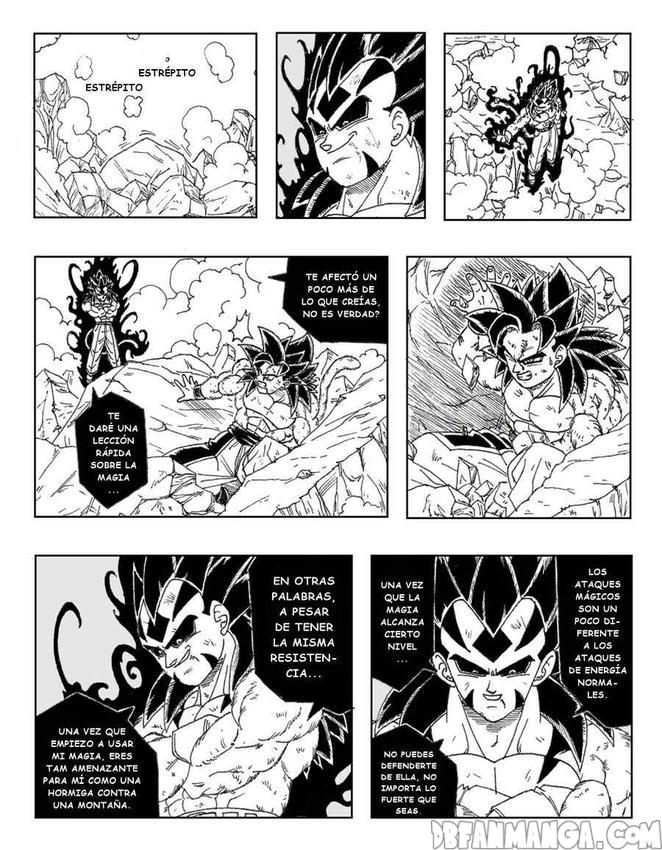 ESTRÉPITO
ESTRÉPITO
TE AFECTÓ UN
POCO MÁS DE
LO QUE CREÍAS,
NO ES VERDAD?
TE
DARÉ UNA
LECCIÓN
RÁPIDA
SOBRE LA
MAGIA
...
EN OTRAS
PALABRAS,
A PESAR
DE TENER
LA MISMA
RESISTEN-
CIA...
UNA VEZ QUE
EMPIEZO A USAR
MI MAGIA, ERES
TAM AMENAZANTE
PARA MÍ COMO UNA
HORMIGA CONTRA
UNA MONTAÑA.
LOS
ATAQUES
MÁGICOS
SON UN
POCO DI-
FERENTE
A LOS
ATAQUES
DE ENERGÍA
NORMA-
LES.
UNA VEZ
QUE LA
MAGIA
ALCANZA
CIERTO
NIVEL
...
NO PUEDES
DEFENDERTE
DE ELLA, NO
IMPORTA LO
FUERTE QUE
SEAS.
DBFANMANGA.COM